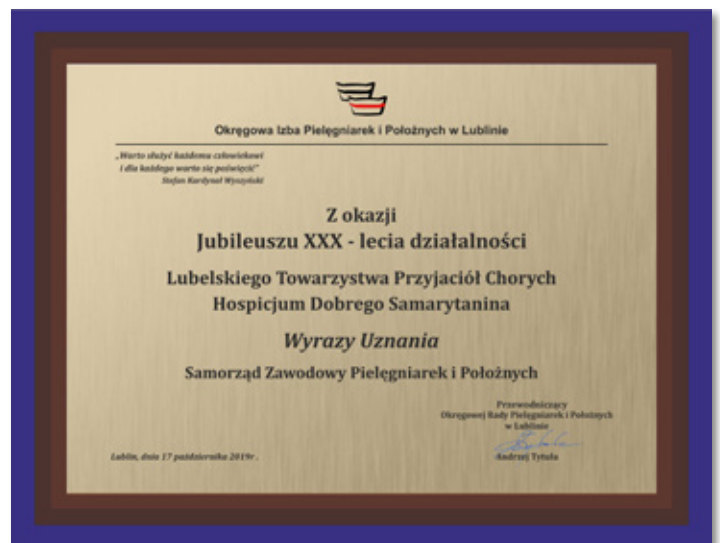 Okręgowa Izba Pielęgniarek i Położnych w Lublinie
„Warto służyć każdemu człowiekowi
i dla każdego warto się poświęcić”
Stefan Kardynał Wyszyński
Z okazji
Jubileuszu XXX - lecia działalności
Lubelskiego Towarzystwa Przyjaciół Chorych
Hospicjum Dobrego Samarytanina
Wyrazy Uznania
Samorząd Zawodowy Pielęgniarek i Położnych
Przewodniczący
Okręgowej Rady Pielęgniarek i Położnych
w Lublinie
Andrzej Tytuła
Lublin, dnia 17 października 2019r.